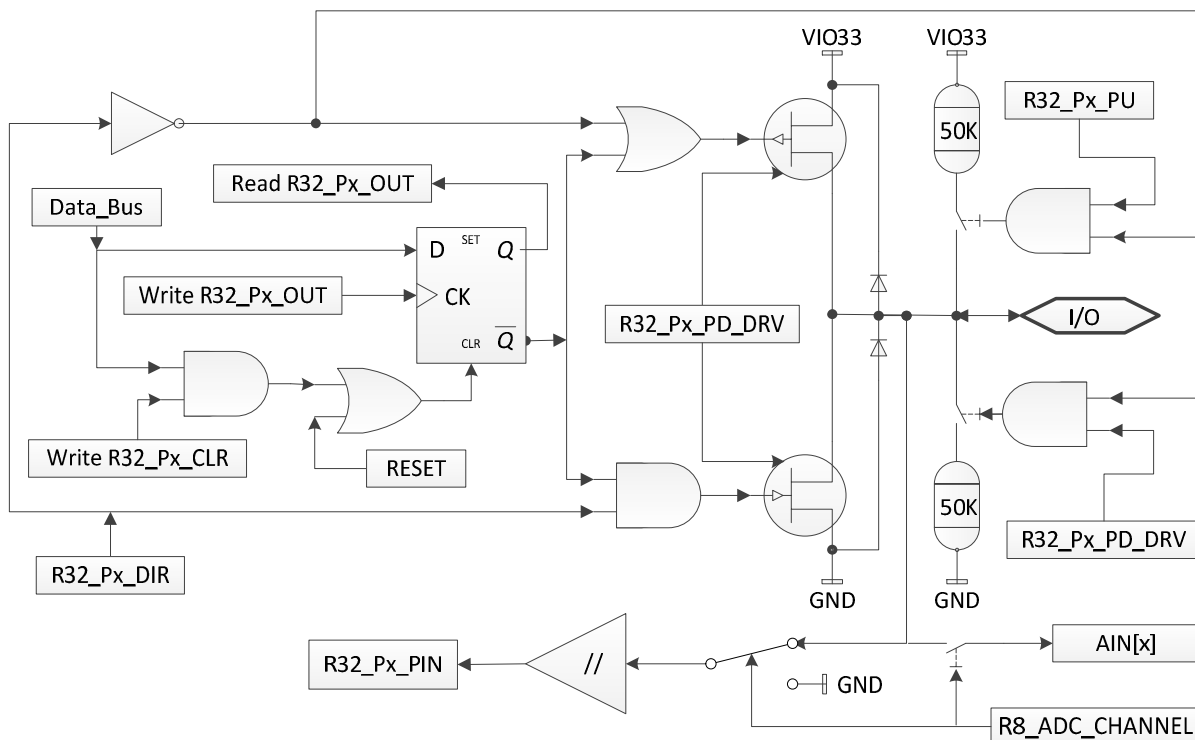 VIO33
VIO33
R32_Px_PU
50K
Read R32_Px_OUT
Data_Bus
D
SET
Q
Write R32_Px_OUT
CK
R32_Px_PD_DRV
I/O
CLR
Q
Write R32_Px_CLR
RESET
50K
R32_Px_PD_DRV
R32_Px_DIR
GND
GND
R32_Px_PIN
//
AIN[x]
GND
R8_ADC_CHANNEL